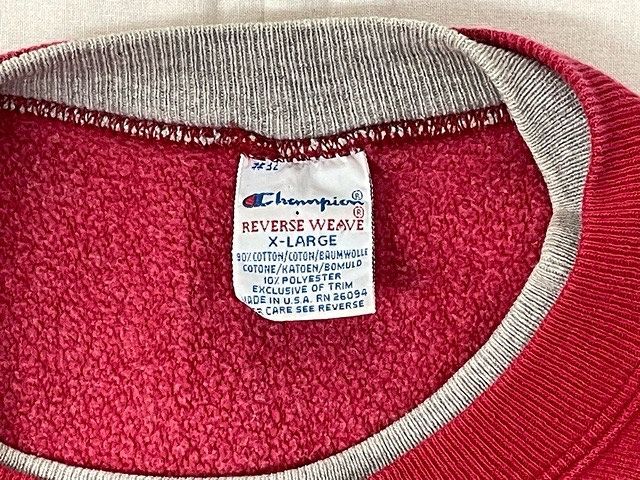 Champion®
®
REVERSE WEAVE
X-LARGE
90% COTTON/COTON/BAUMWOLLE
COTONE/KATOEN/BOMULD
10% POLYESTER
EXCLUSIVE OF TRIM
MADE IN U.S.A. RN 26094
CARE SEE REVERSE